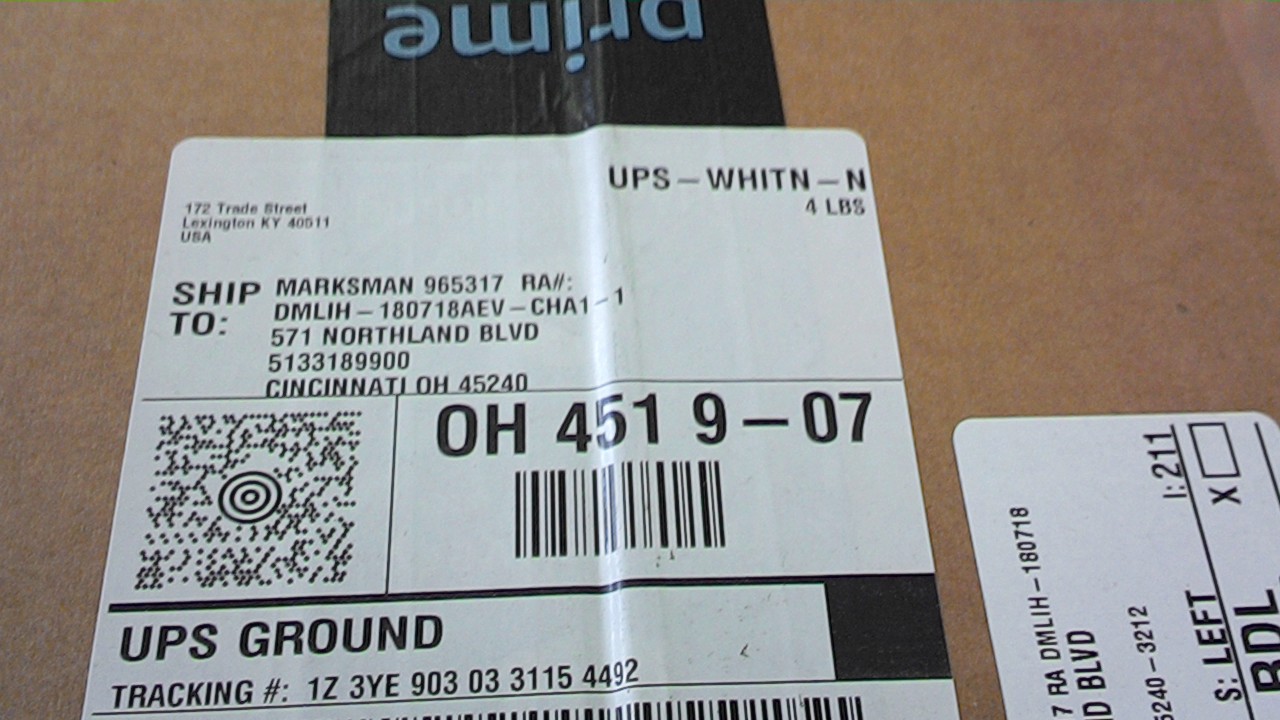 prime
UPS-WHITN-N
4 LBS
172 Trade Street
Lexington KY 40511
USA
SHIP TO:
MARKSMAN 965317 RA#:
DMLIH-180718AEV-CHA1-1
571 NORTHLAND BLVD
5133189900
CINCINNATI OH 45240
OH 451 9-07
UPS GROUND
TRACKING #: 1Z 3YE 903 03 3115 4492
7 RA DMLIH-180718
D BLVD
5240-3212
I: 211
X
S: LEFT
BDL